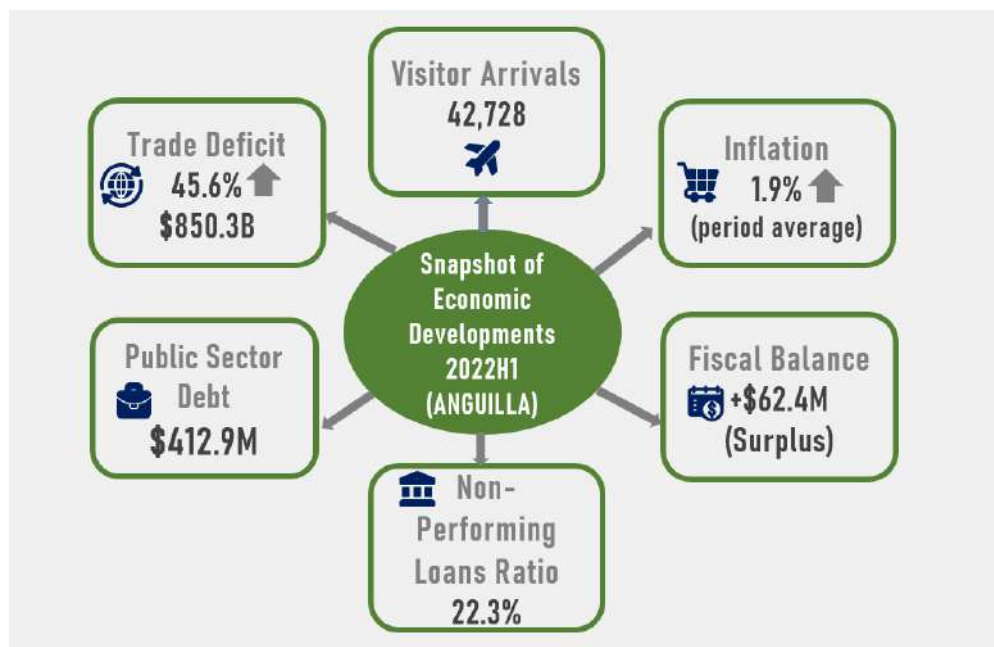 Visitor Arrivals
42,728
Trade Deficit
45.6%
$850.3B
Inflation
1.9%
(period average)
Snapshot of
Economic
Developments
2022H1
(ANGUILLA)
Public Sector
Debt
$412.9M
Fiscal Balance
+$62.4M
(Surplus)
Non-
Performing
Loans Ratio
22.3%